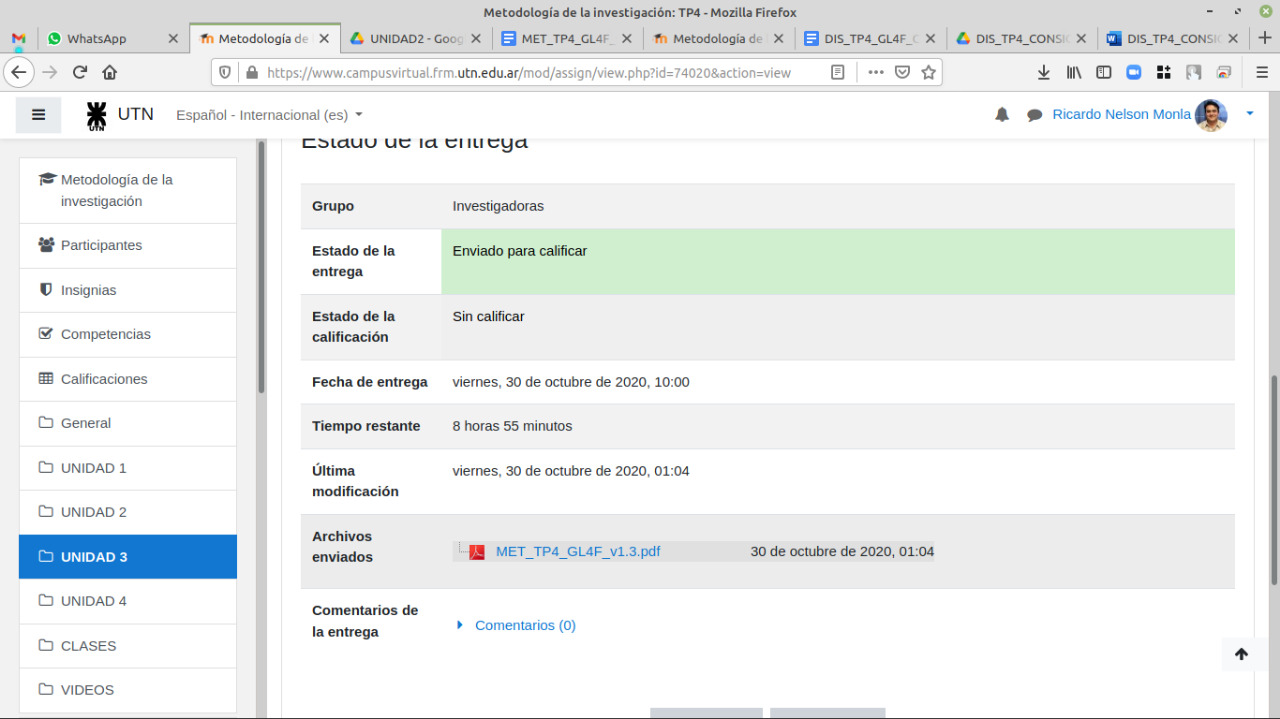 Metodología de la investigación: TP4 - Mozilla Firefox
WhatsApp
Metodología de
UNIDAD2 - Goog
MET_TP4_GL4F_
Metodología de
DIS_TP4_GL4F_C
DIS_TP4_CONSIG
DIS_TP4_CONSIG
https://www.campusvirtual.frm.utn.edu.ar/mod/assign/view.php?id=74020&action=view
UTN
UTN
Español - Internacional (es)
Ricardo Nelson Monla
Metodología de la
investigación
Participantes
Insignias
Competencias
Calificaciones
General
UNIDAD 1
UNIDAD 2
UNIDAD 3
UNIDAD 4
CLASES
VIDEOS
Estado de la entrega
Grupo
Investigadoras
Estado de la
entrega
Enviado para calificar
Estado de la
calificación
Sin calificar
Fecha de entrega
viernes, 30 de octubre de 2020, 10:00
Tiempo restante
8 horas 55 minutos
Última
modificación
viernes, 30 de octubre de 2020, 01:04
Archivos
enviados
MET_TP4_GL4F_v1.3.pdf
30 de octubre de 2020, 01:04
Comentarios de
la entrega
Comentarios (0)